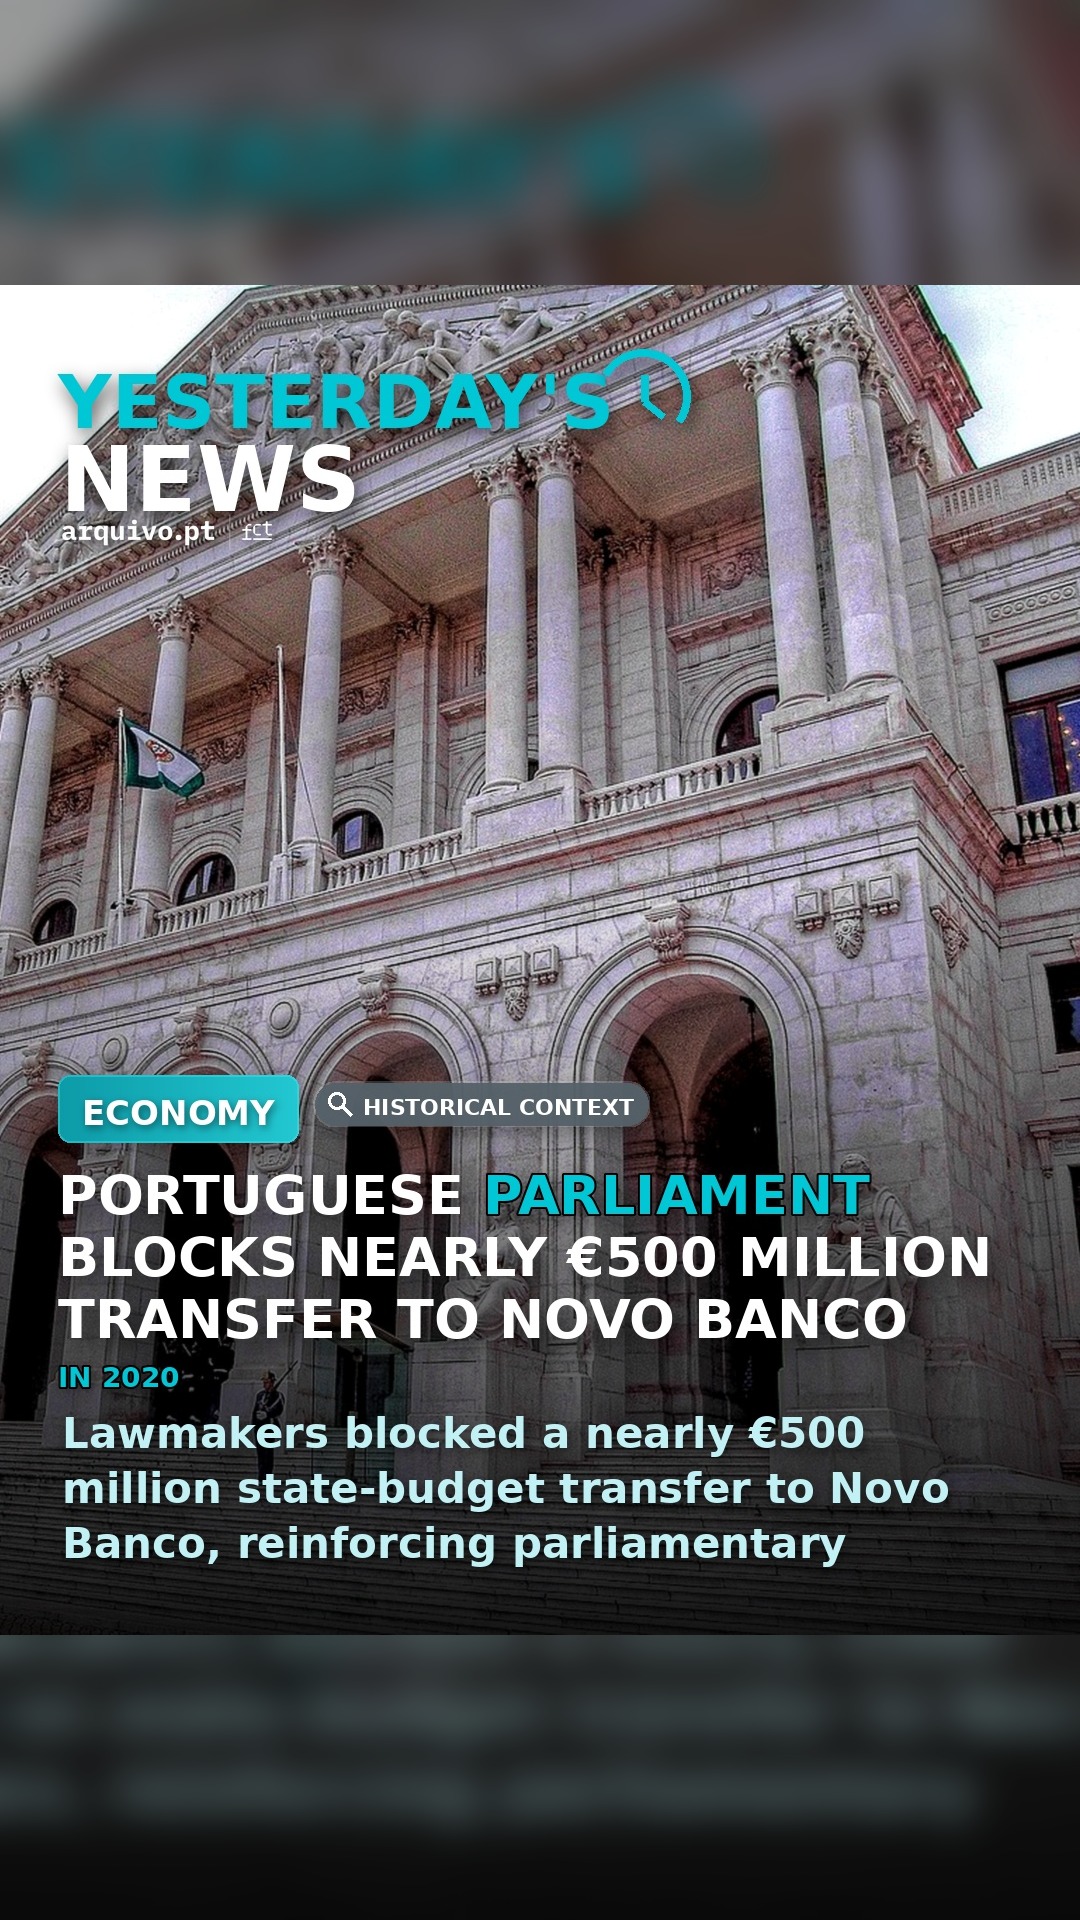 YESTERDAY'S
NEWS
arquivo.pt fct
ECONOMY
HISTORICAL CONTEXT
PORTUGUESE PARLIAMENT
BLOCKS NEARLY €500 MILLION
TRANSFER TO NOVO BANCO
IN 2020
Lawmakers blocked a nearly €500
million state-budget transfer to Novo
Banco, reinforcing parliamentary